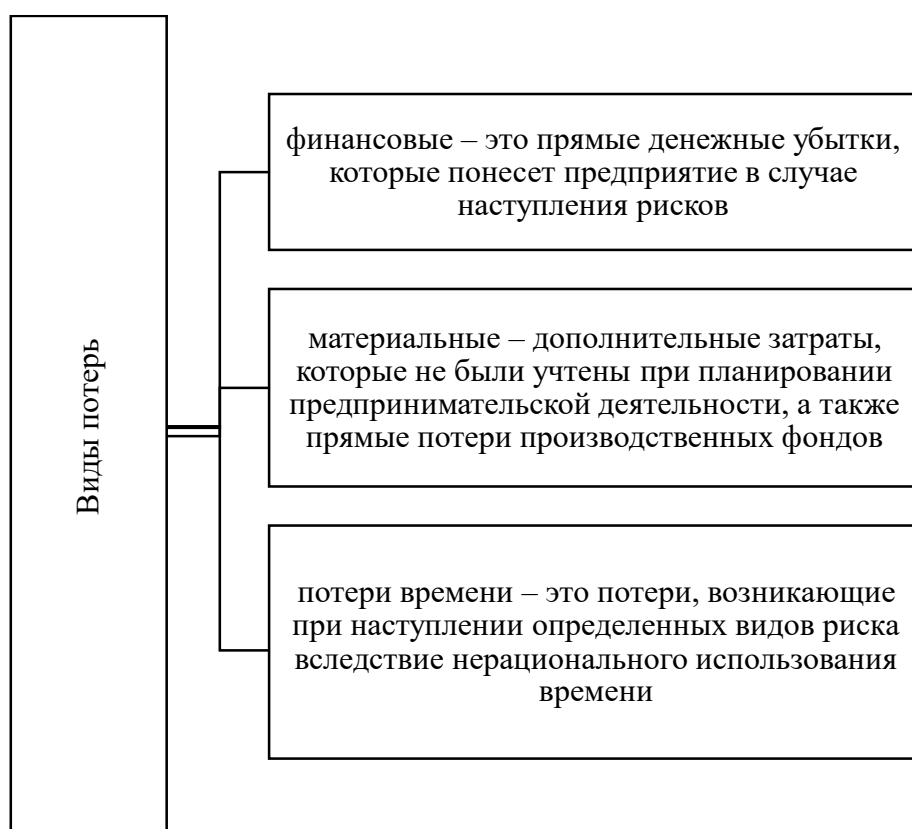 Виды потерь
финансовые – это прямые денежные убытки,
которые понесет предприятие в случае
наступления рисков
материальные – дополнительные затраты,
которые не были учтены при планировании
предпринимательской деятельности, а также
прямые потери производственных фондов
потери времени – это потери, возникающие
при наступлении определенных видов риска
вследствие нерационального использования
времени